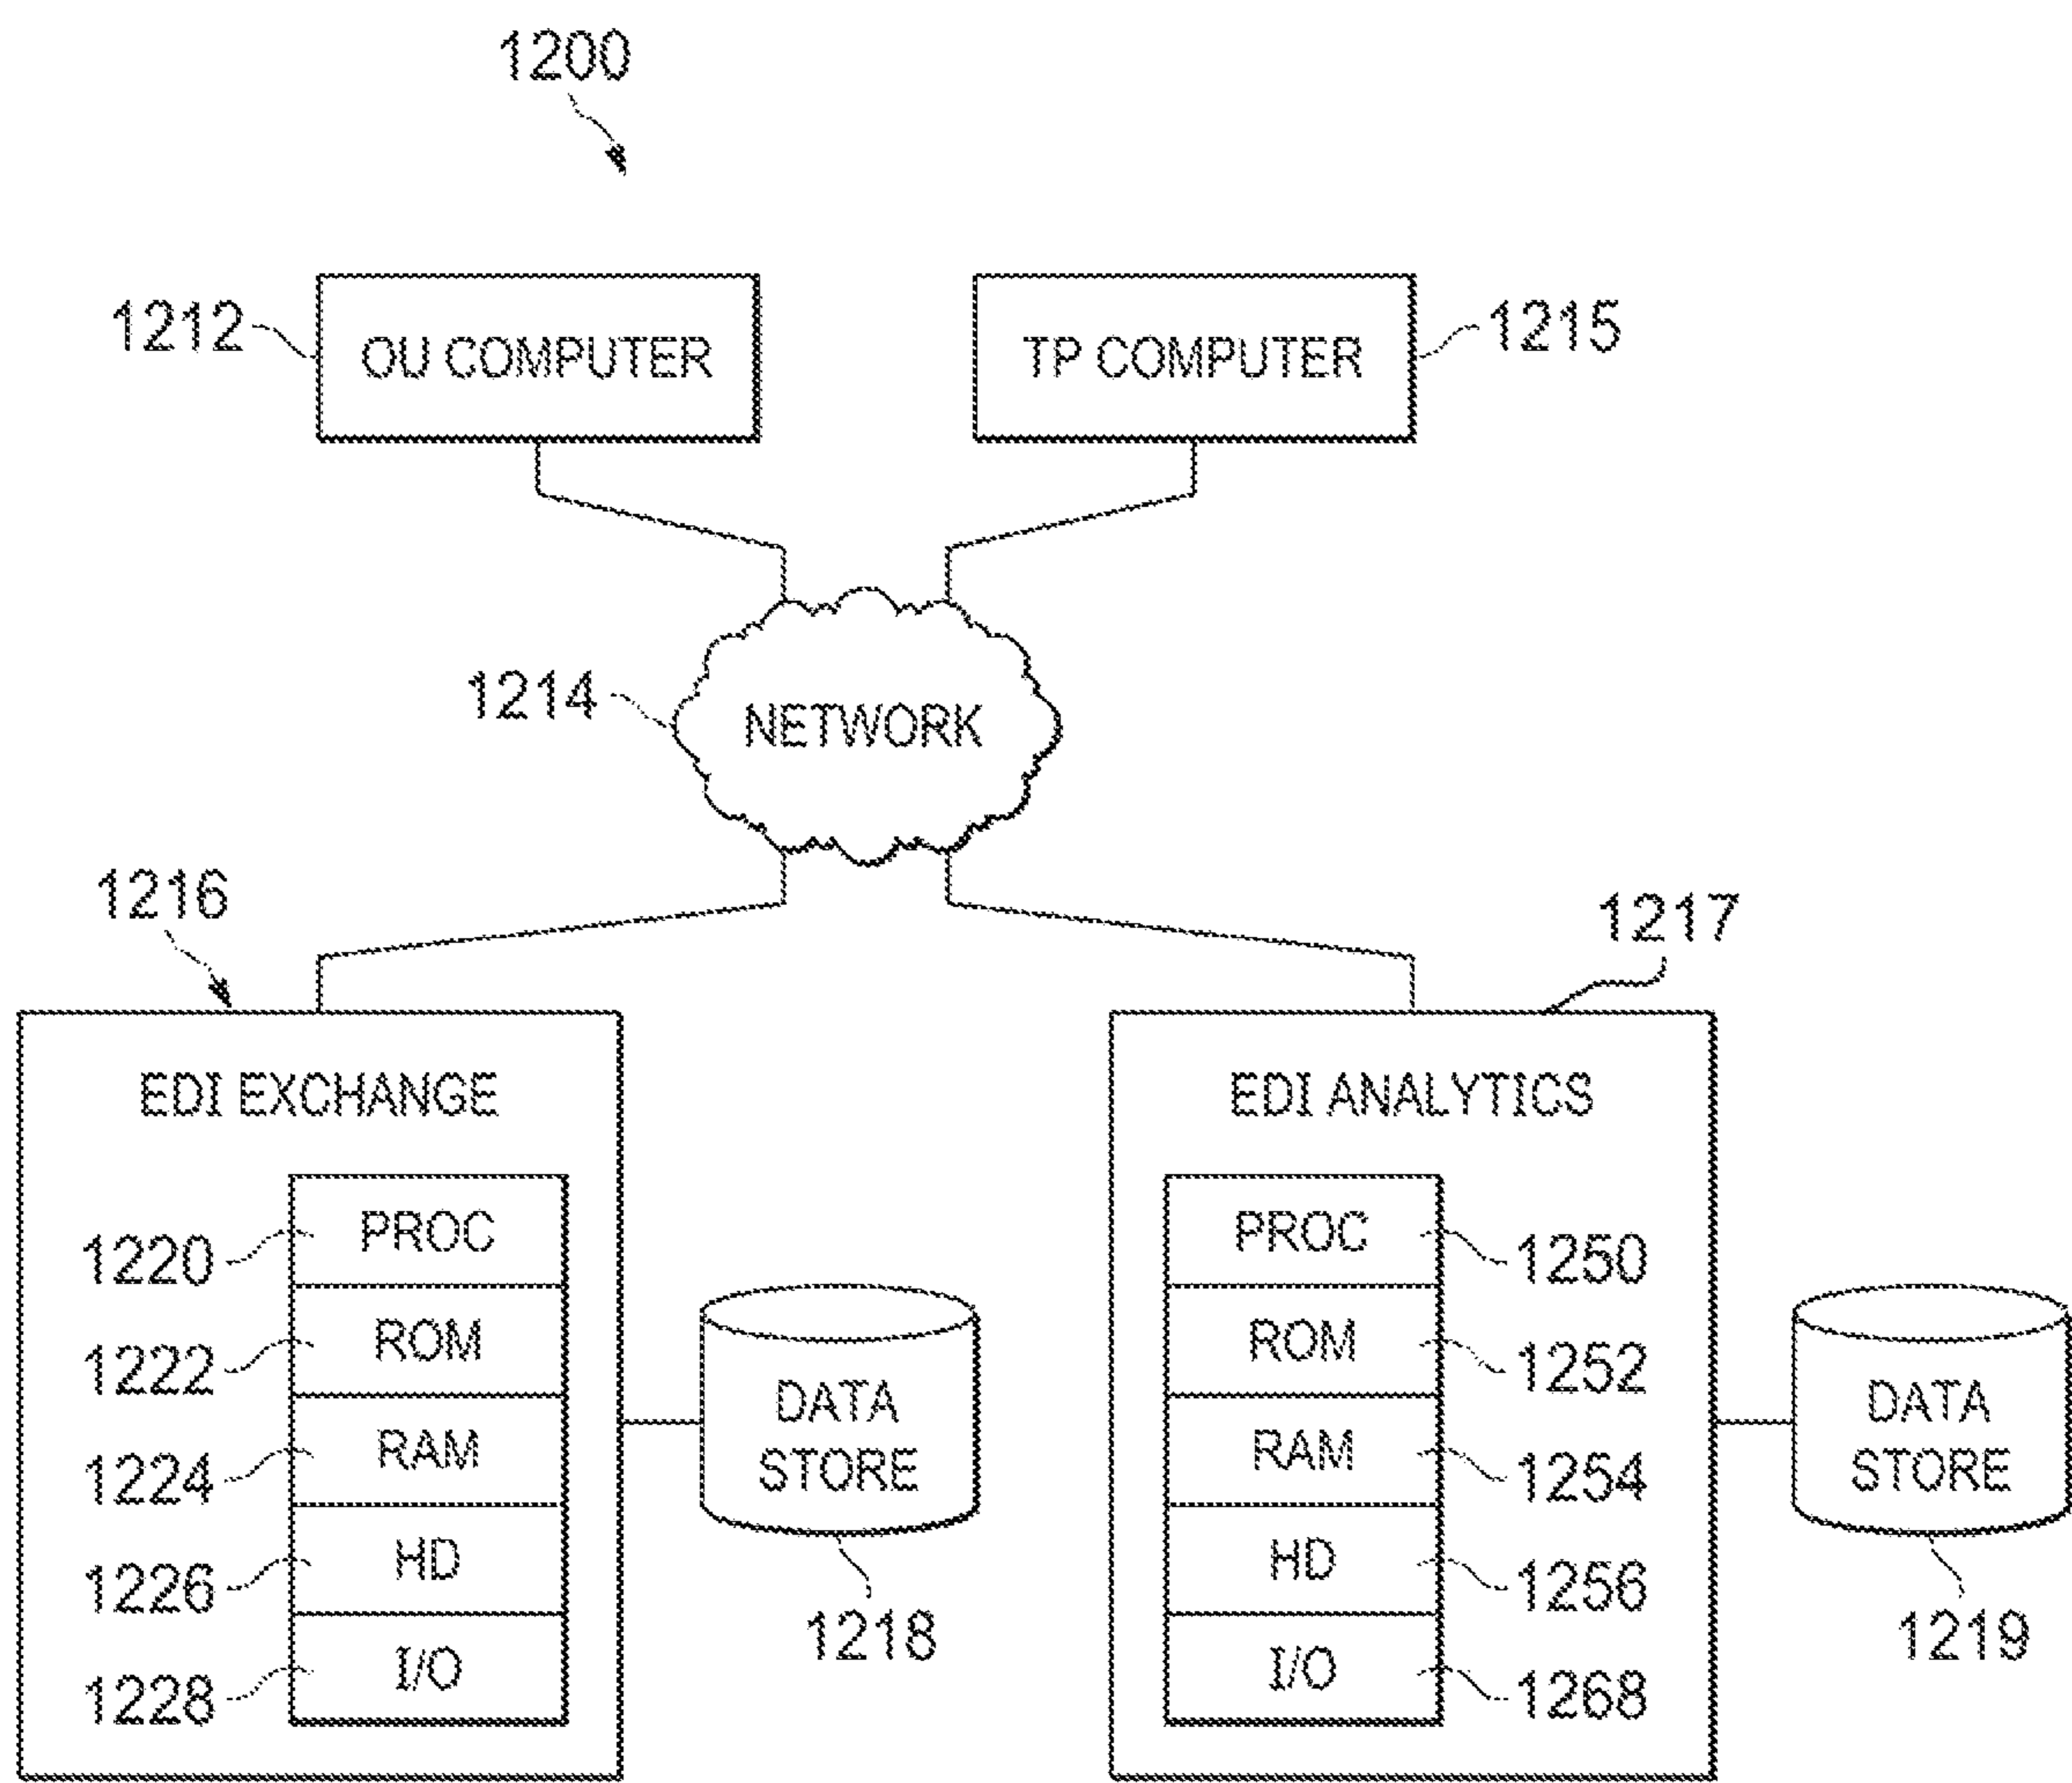 1200
1212
OU COMPUTER
TP COMPUTER
1215
1214
NETWORK
1216
1217
EDI EXCHANGE
1220
PROC
1222
ROM
1224
RAM
1226
HD
1228
I/O
DATA
STORE
1218
EDI ANALYTICS
PROC
1250
ROM
1252
RAM
1254
HD
1256
I/O
1268
DATA
STORE
1219